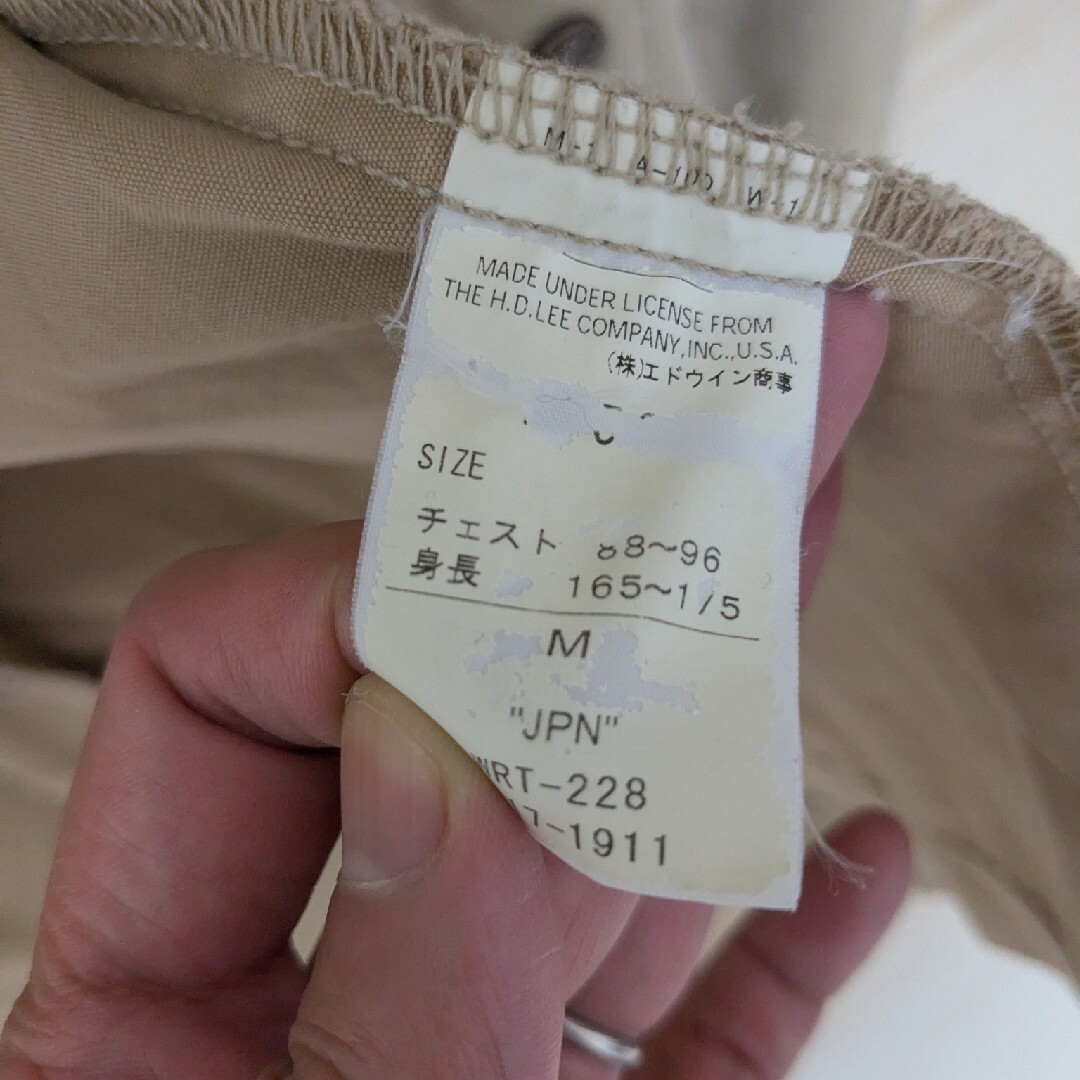 MADE UNDER LICENSE FROM
THE H.D.LEE COMPANY,INC.,U.S.A.
(株)エドウイン商事
SIZE
チェスト 88〜96
身長 165〜175
M
"JPN"
WRT-228
-1911